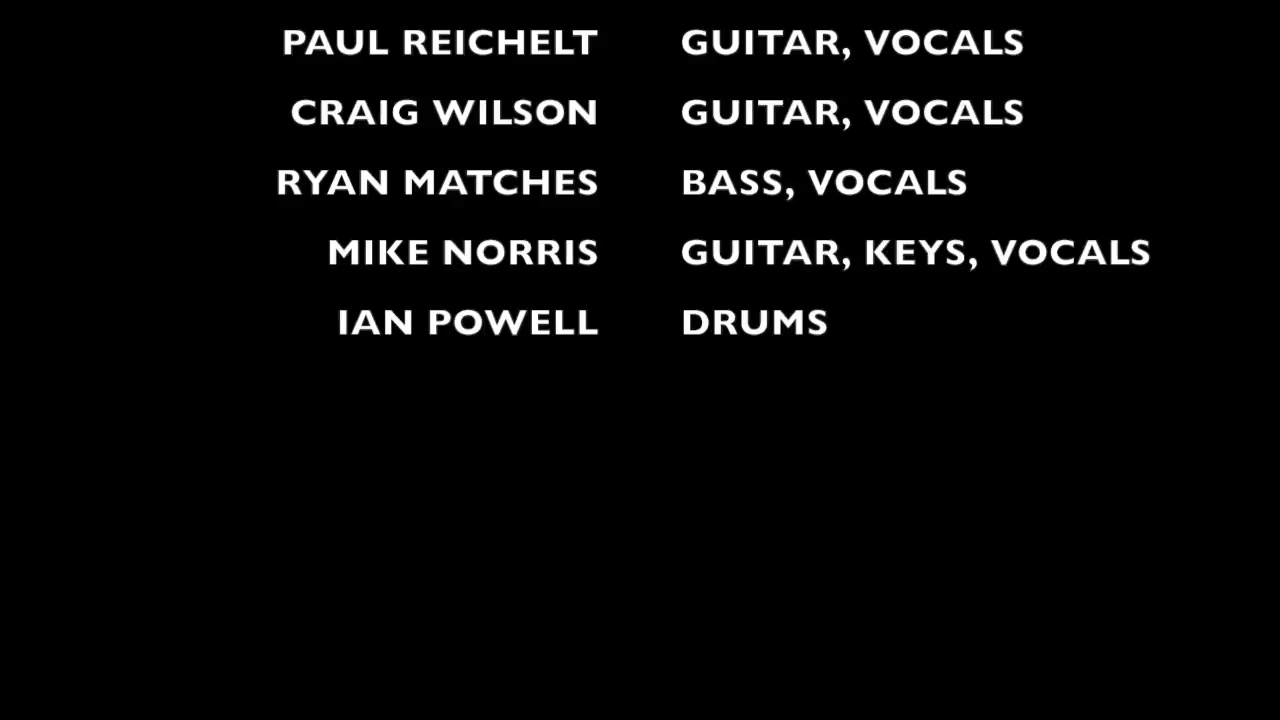 PAUL REICHELT GUITAR, VOCALS
CRAIG WILSON GUITAR, VOCALS
RYAN MATCHES BASS, VOCALS
MIKE NORRIS GUITAR, KEYS, VOCALS
IAN POWELL DRUMS